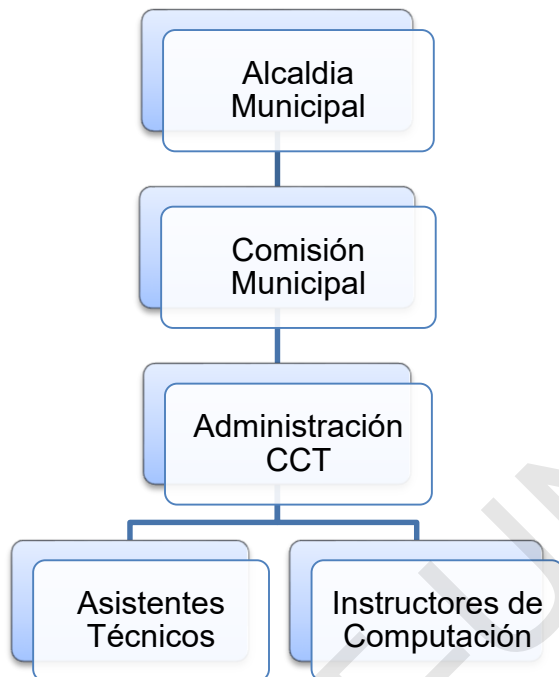 Alcaldia
Municipal
Comisión
Municipal
Administración
CCT
Asistentes
Técnicos
Instructores de
Computación